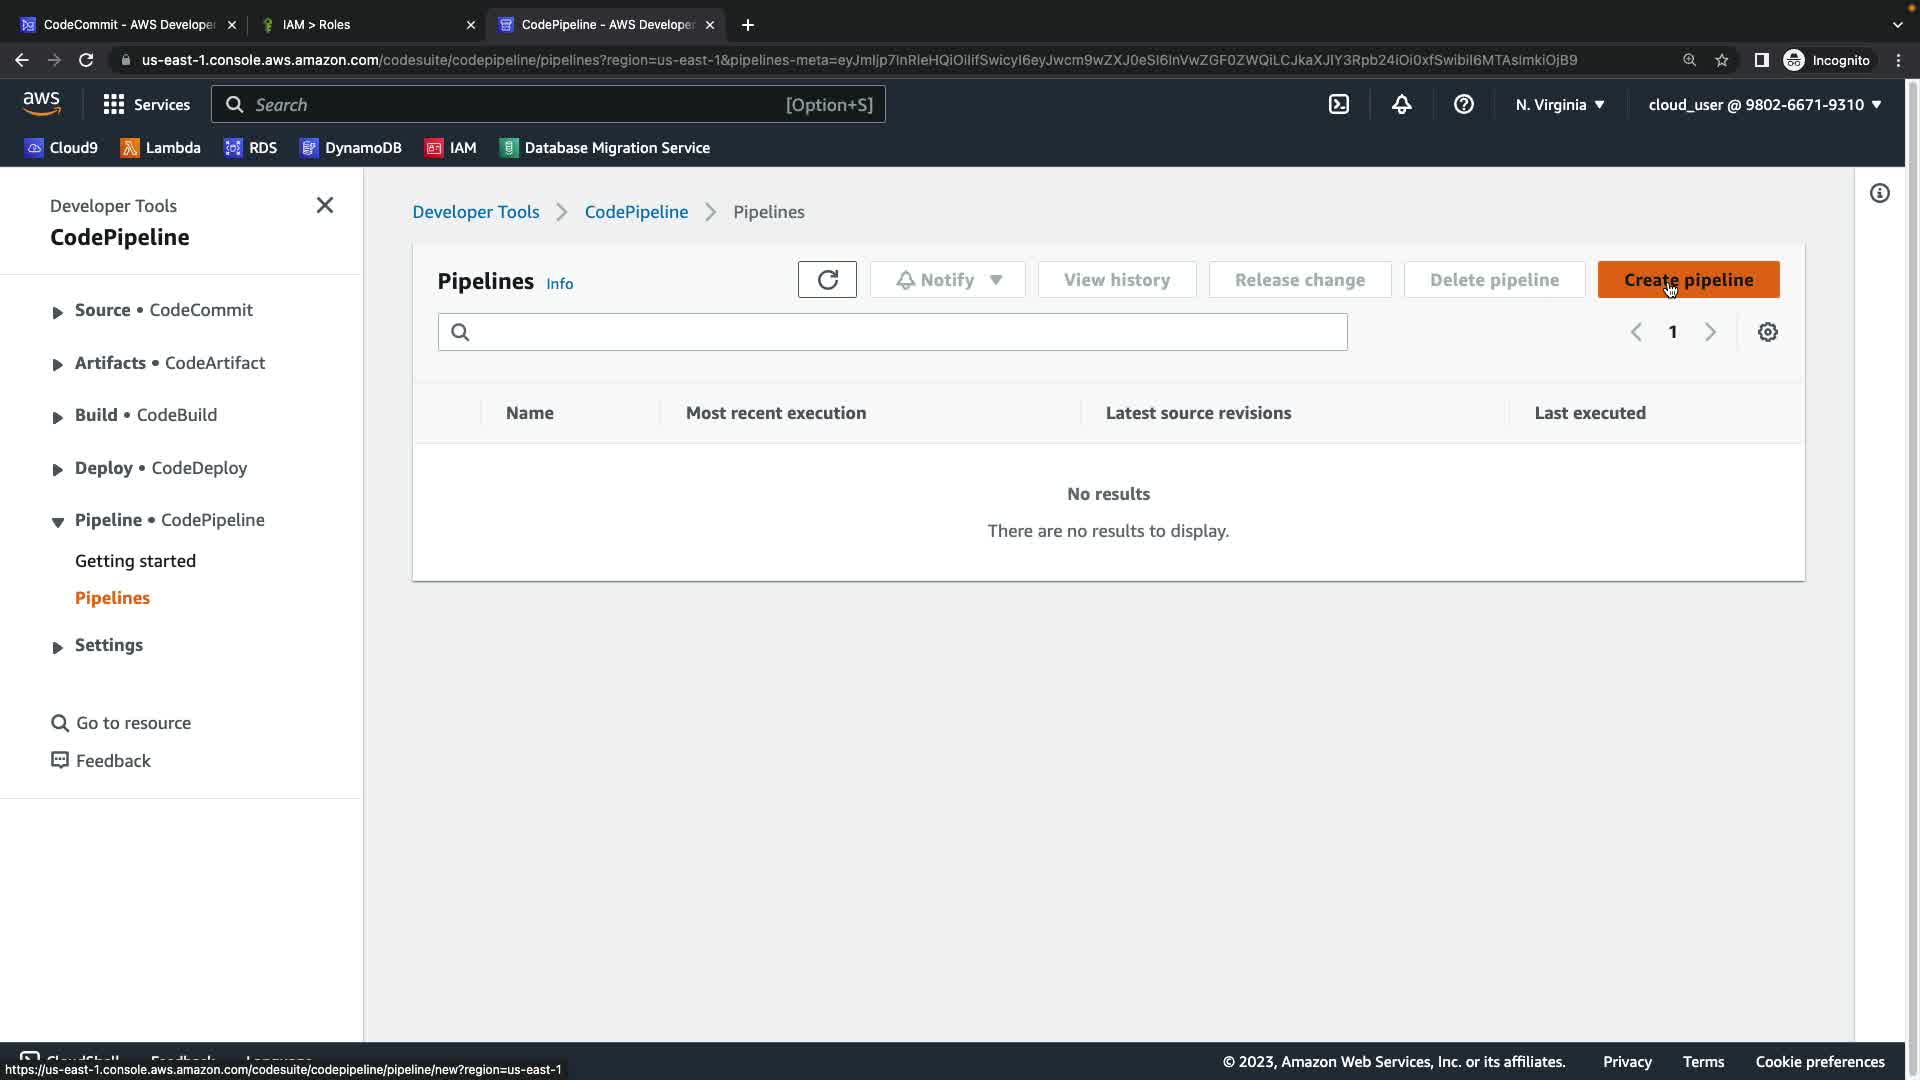 CodeCommit - AWS Develope
IAM > Roles
CodePipeline - AWS Develope
us-east-1.console.aws.amazon.com/codesuite/codepipeline/pipelines?region=us-east-1&pipelines-meta=
Incognito
aws
Services
Search
[Option+S]
N. Virginia
cloud_user @ 9802-6671-9310
Cloud9
Lambda
RDS
DynamoDB
IAM
Database Migration Service
Developer Tools
CodePipeline
Source • CodeCommit
Artifacts • CodeArtifact
Build • CodeBuild
Deploy • CodeDeploy
Pipeline • CodePipeline
Getting started
Pipelines
Settings
Go to resource
Feedback
Developer Tools
CodePipeline
Pipelines
Pipelines Info
Notify
View history
Release change
Delete pipeline
Create pipeline
1
Name
Most recent execution
Latest source revisions
Last executed
No results
There are no results to display.
CloudShell
Feedback
Language
© 2023, Amazon Web Services, Inc. or its affiliates.
Privacy
Terms
Cookie preferences
https://us-east-1.console.aws.amazon.com/codesuite/codepipeline/pipeline/new?region=us-east-1